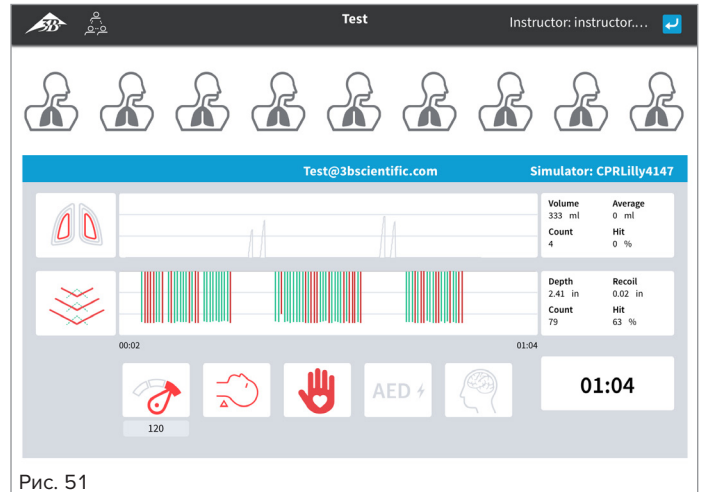 3B
Test
Instructor: instructor....
Test@3bscientific.com
Simulator: CPRLilly4147
Volume Average
333 ml 0 ml
Count Hit
4 0 %
Depth Recoil
2.41 in 0.02 in
Count Hit
79 63 %
00:02 01:04
AED
01:04
120
Рис. 51